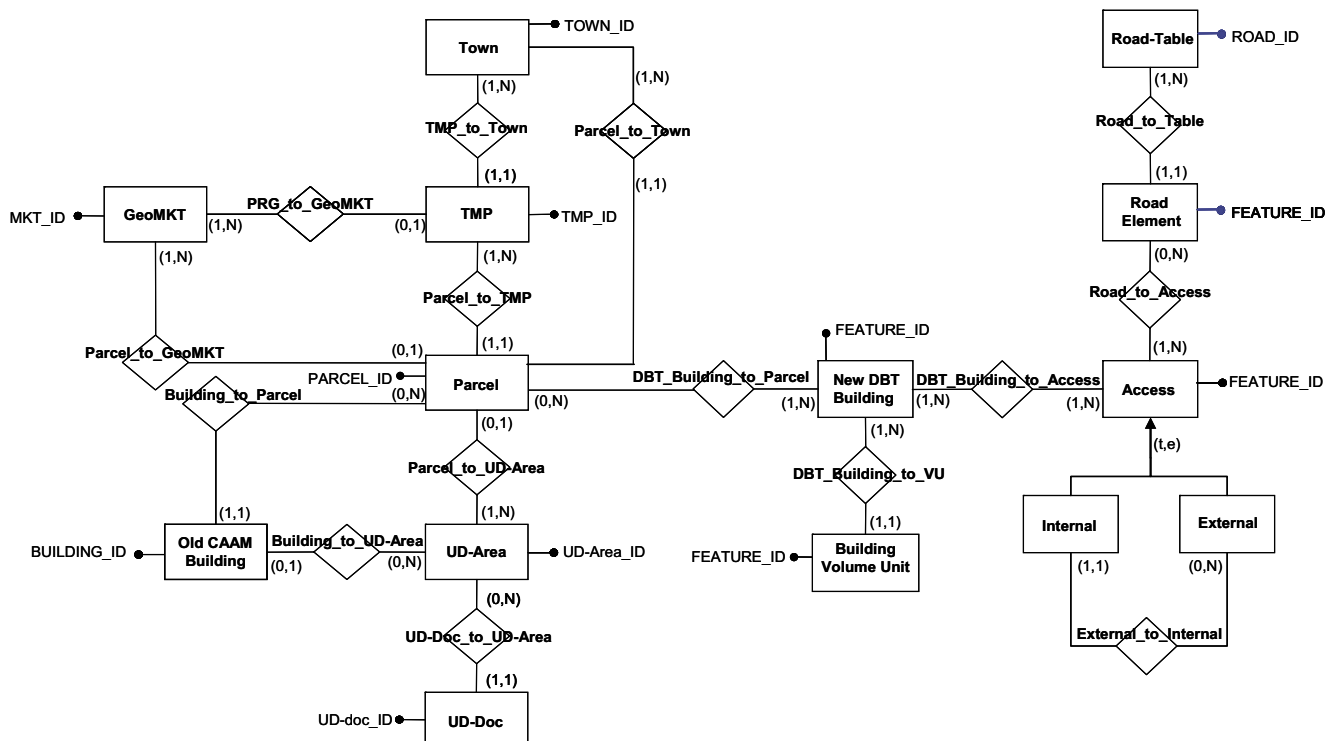 TOWN_ID
Town
Road-Table
ROAD_ID
(1,N)
(1,N)
(1,N)
TMP_to_Town
Parcel_to_Town
Road_to_Table
(1,1)
(1,1)
(1,1)
MKT_ID
GeoMKT
PRG_to_GeoMKT
TMP
TMP_ID
Road
Element
FEATURE_ID
(1,N)
(0,1)
(1,N)
(1,N)
(0,N)
Parcel_to_TMP
Road_to_Access
Parcel_to_GeoMKT
(0,1)
(1,1)
FEATURE_ID
(1,N)
PARCEL_ID
Parcel
DBT_Building_to_Parcel
New DBT
Building
DBT_Building_to_Access
Access
FEATURE_ID
Building_to_Parcel
(0,N)
(0,N)
(1,N)
(1,N)
(1,N)
(0,1)
(1,N)
(t,e)
Parcel_to_UD-Area
DBT_Building_to_VU
(1,1)
(1,N)
(1,1)
Internal
External
BUILDING_ID
Old CAAM
Building
Building_to_UD-Area
UD-Area
UD-Area_ID
FEATURE_ID
Building
Volume Unit
(0,1)
(0,N)
(1,1)
(0,N)
(0,N)
UD-Doc_to_UD-Area
External_to_Internal
(1,1)
UD-doc_ID
UD-Doc